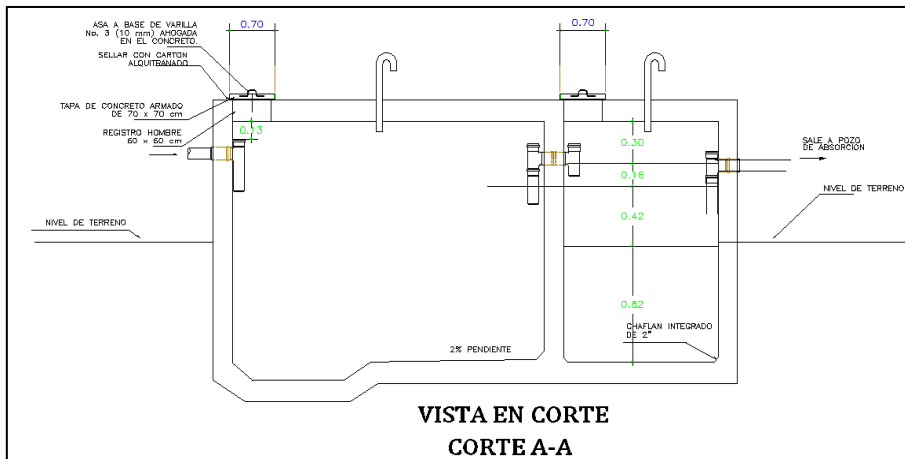 0.70
0.70
ASA A BASE DE VARILLA
No. 3 (10 mm) AHOGADA
EN EL CONCRETO.
SELLAR CON CARTON
ALQUITRANADO
TAPA DE CONCRETO ARMADO
DE 70 x 70 cm
REGISTRO HOMBRE
60 x 60 cm
0.13
0.30
0.16
0.42
0.82
SALE A POZO
DE ABSORCIÓN
NIVEL DE TERRENO
NIVEL DE TERRENO
2% PENDIENTE
CHAFLAN INTEGRADO
DE 2"
VISTA EN CORTE
CORTE A-A